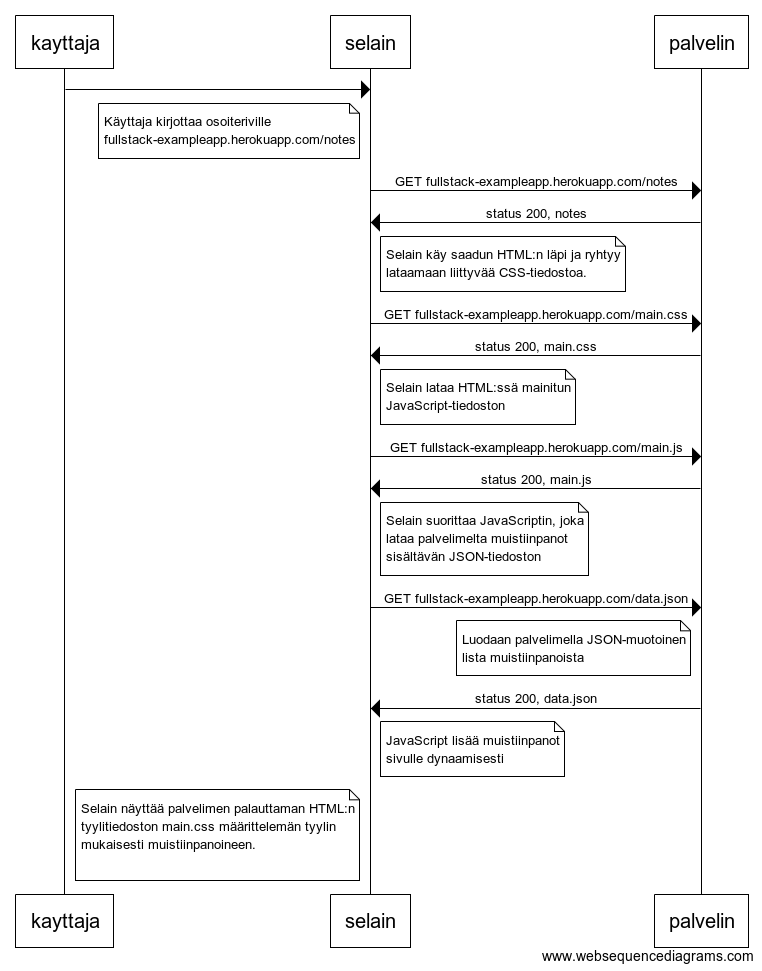 kayttaja
selain
palvelin
Käyttaja kirjottaa osoiteriville
fullstack-exampleapp.herokuapp.com/notes
GET fullstack-exampleapp.herokuapp.com/notes
status 200, notes
Selain käy saadun HTML:n läpi ja ryhtyy
lataamaan liittyvää CSS-tiedostoa.
GET fullstack-exampleapp.herokuapp.com/main.css
status 200, main.css
Selain lataa HTML:ssä mainitun
JavaScript-tiedoston
GET fullstack-exampleapp.herokuapp.com/main.js
status 200, main.js
Selain suorittaa JavaScriptin, joka
lataa palvelimelta muistiinpanot
sisältävän JSON-tiedoston
GET fullstack-exampleapp.herokuapp.com/data.json
Luodaan palvelimella JSON-muotoinen
lista muistiinpanoista
status 200, data.json
JavaScript lisää muistiinpanot
sivulle dynaamisesti
Selain näyttää palvelimen palauttaman HTML:n
tyylitiedoston main.css määrittelemän tyylin
mukaisesti muistiinpanoineen.
kayttaja
selain
palvelin
www.websequencediagrams.com